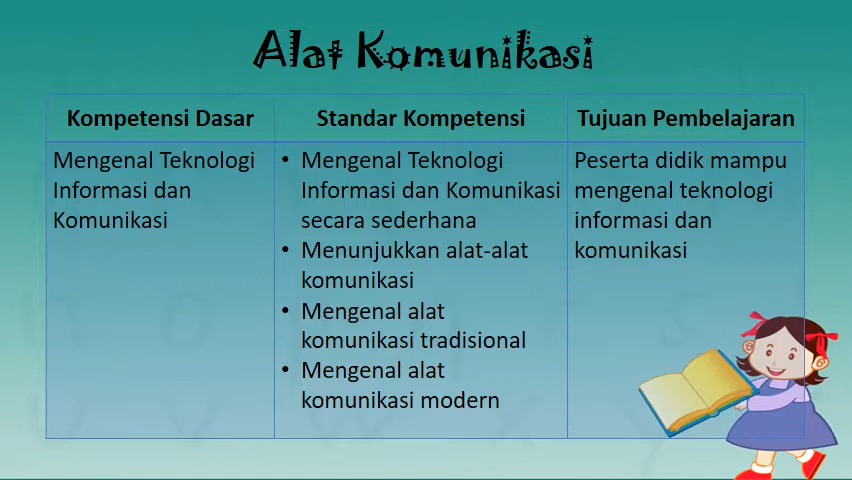 Alat Komunikasi
Kompetensi Dasar
Standar Kompetensi
Tujuan Pembelajaran
Mengenal Teknologi
Informasi dan
Komunikasi
• Mengenal Teknologi
Informasi dan Komunikasi
secara sederhana
• Menunjukkan alat-alat
komunikasi
• Mengenal alat
komunikasi tradisional
• Mengenal alat
komunikasi modern
Peserta didik mampu
mengenal teknologi
informasi dan
komunikasi